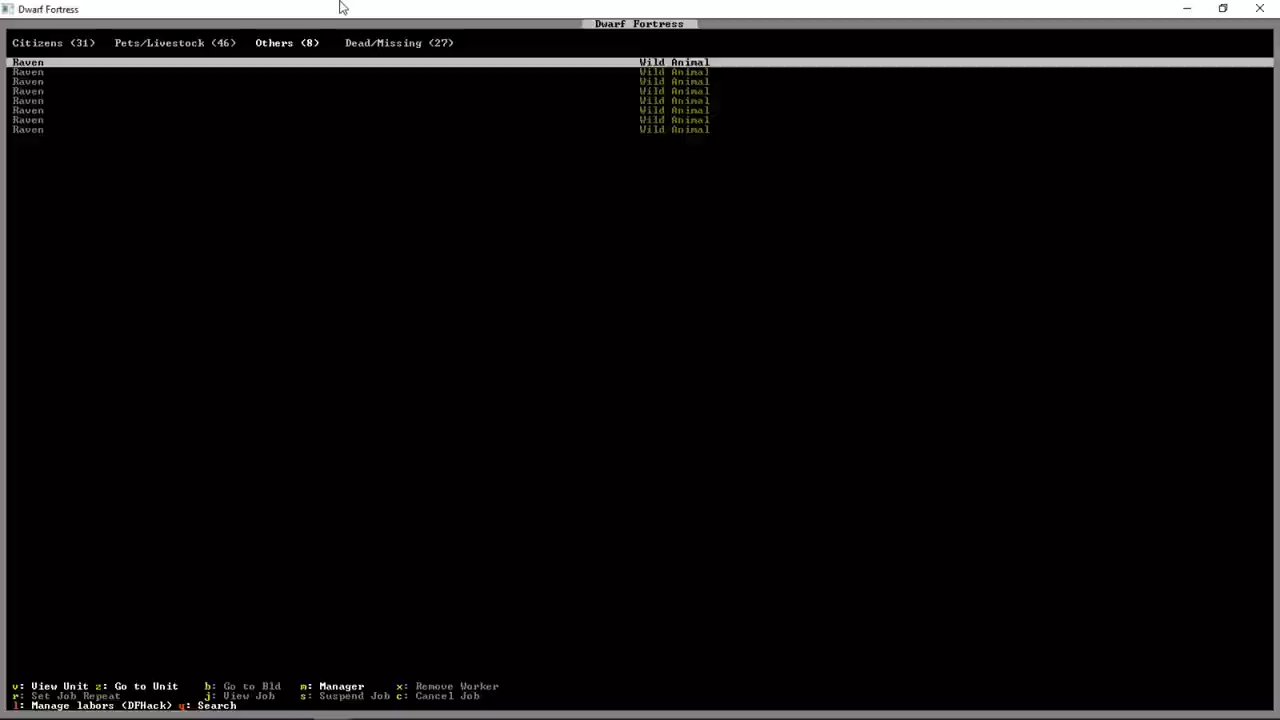 Dwarf Fortress
Dwarf Fortress
Citizens (31) Pets/Livestock (46) Others (8) Dead/Missing (27)
Raven Wild Animal
Raven Wild Animal
Raven Wild Animal
Raven Wild Animal
Raven Wild Animal
Raven Wild Animal
Raven Wild Animal
Raven Wild Animal
v: View Unit z: Go to Unit b: Go to Bld m: Manager x: Remove Worker
r: Set Job Repeat j: View Job s: Suspend Job c: Cancel Job
l: Manage labors (DFHack) q: Search